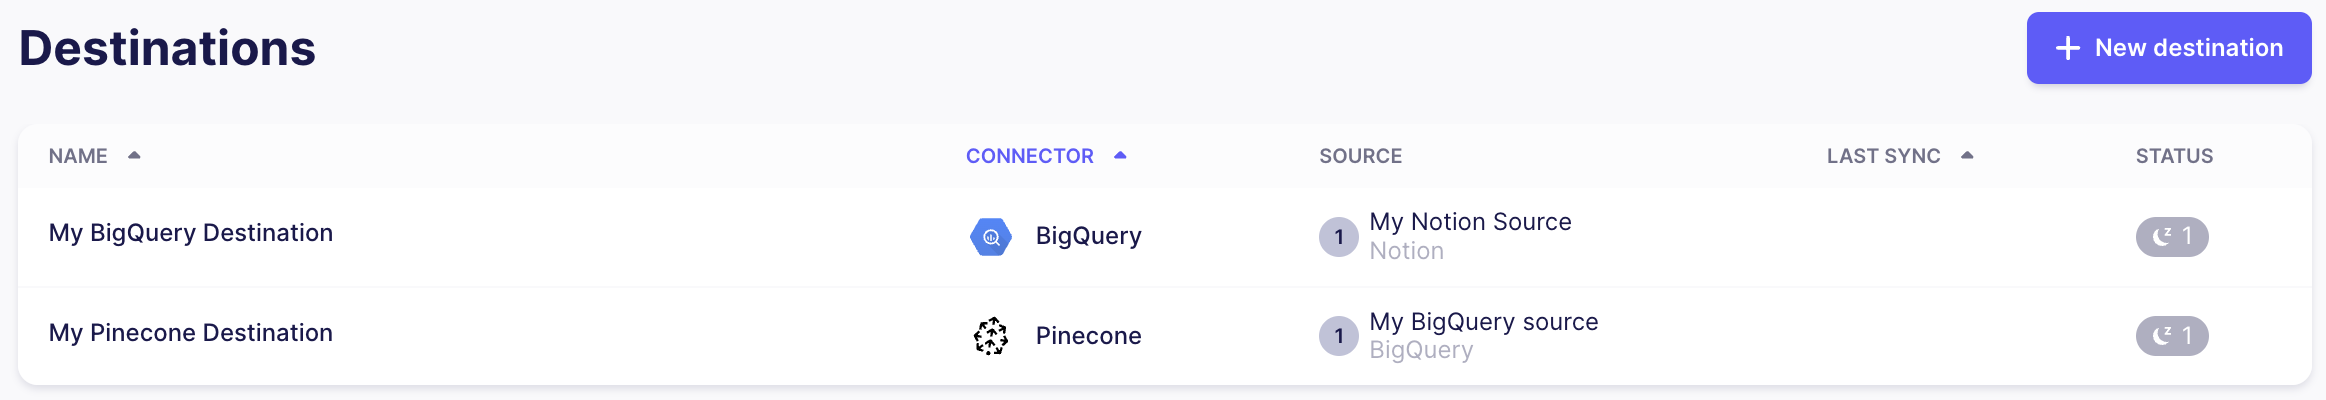 Destinations
New destination
NAME CONNECTOR SOURCE LAST SYNC STATUS
My BigQuery Destination BigQuery 1 My Notion Source 1
Notion
My Pinecone Destination Pinecone 1 My BigQuery source 1
BigQuery